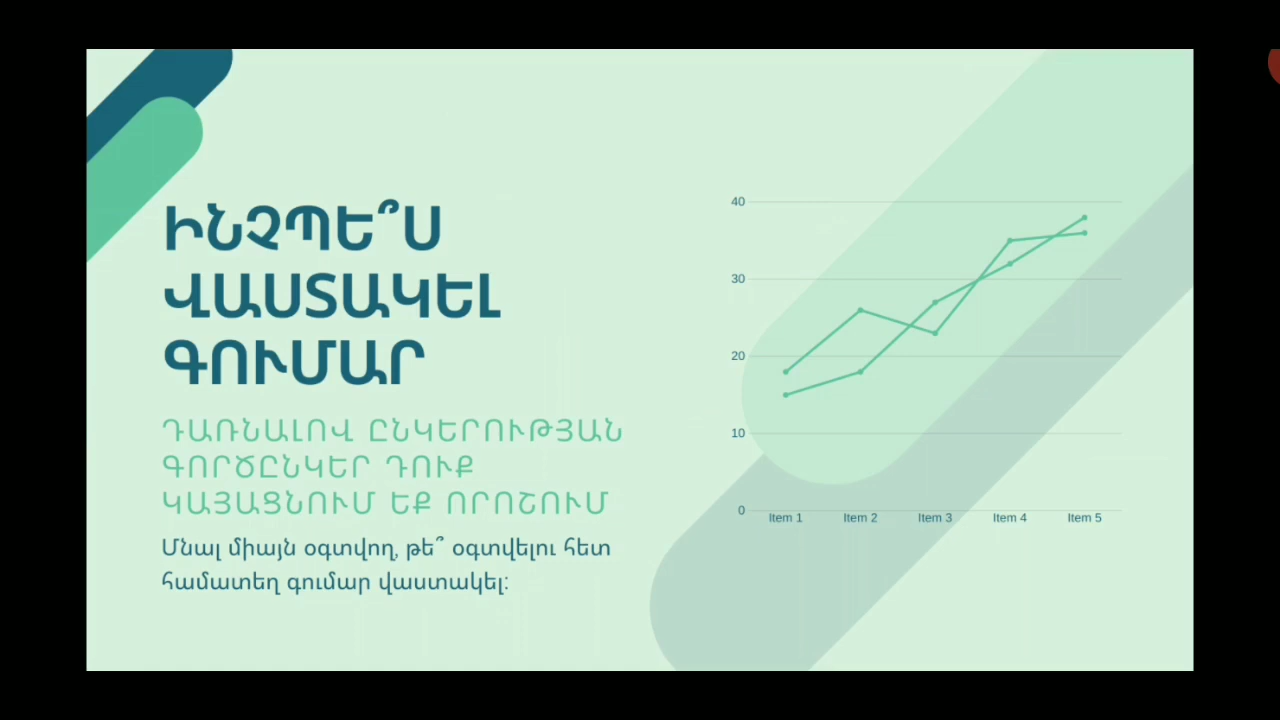 ԻՆՉՊԵ՞Ս
ՎԱՍՏԱԿԵԼ
ԳՈՒՄԱՐ
ԴԱՌՆԱԼՈՎ ԸՆԿԵՐՈՒԹՅԱՆ
ԳՈՐԾԸՆԿԵՐ ԴՈՒՔ
ԿԱՅԱՑՆՈՒՄ ԵՔ ՈՐՈՇՈՒՄ
Մնալ միայն օգտվող, թե՞ օգտվելու հետ
համատեղ գումար վաստակել:
40
30
20
10
0
Item 1 Item 2 Item 3 Item 4 Item 5